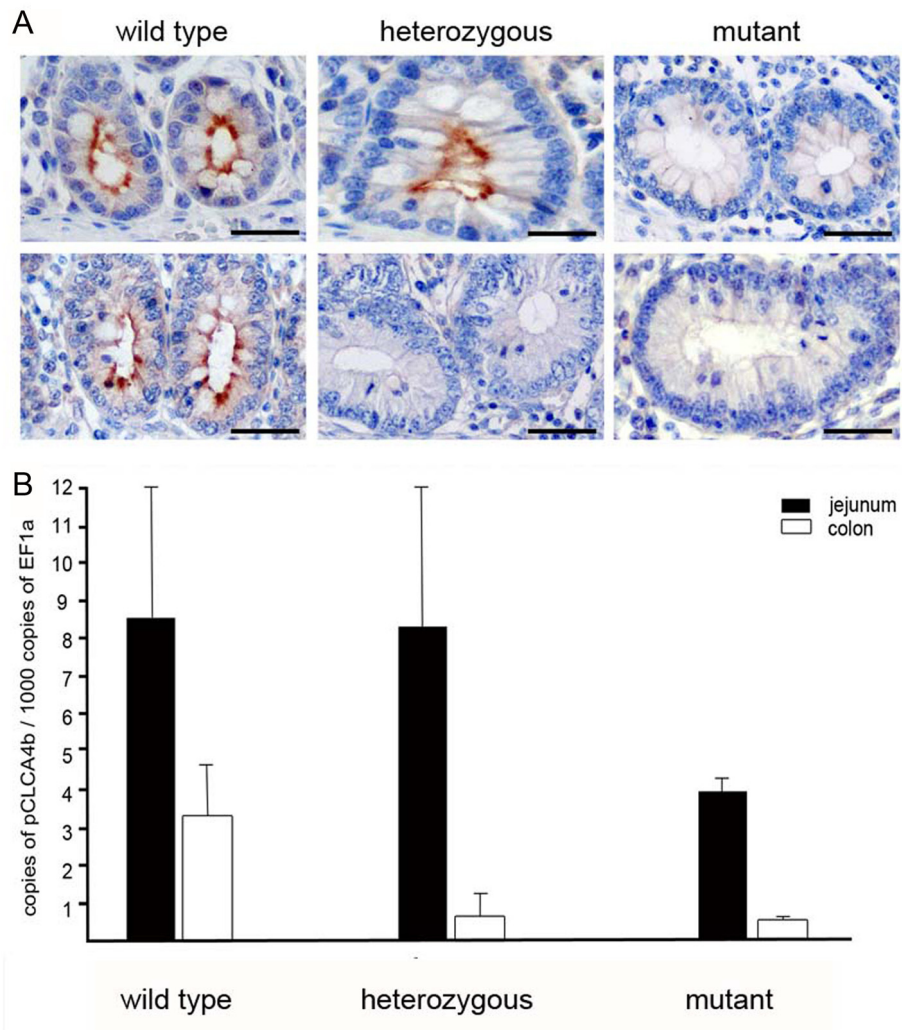 A
wild type heterozygous mutant
B
copies of pCLCA4b / 1000 copies of EF1a
12
11
10
9
8
7
6
5
4
3
2
1
jejunum
colon
wild type heterozygous mutant